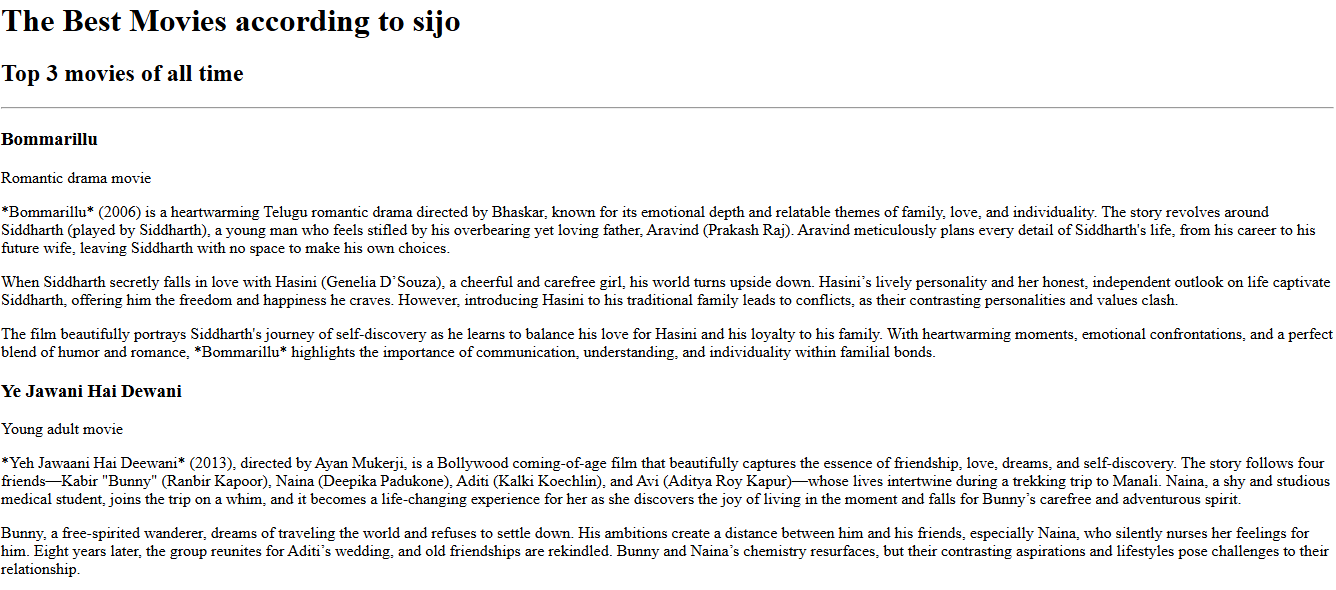 The Best Movies according to sijo
Top 3 movies of all time
Bommarillu
Romantic drama movie
*Bommarillu* (2006) is a heartwarming Telugu romantic drama directed by Bhaskar, known for its emotional depth and relatable themes of family, love, and individuality. The story revolves around
Siddharth (played by Siddharth), a young man who feels stifled by his overbearing yet loving father, Aravind (Prakash Raj). Aravind meticulously plans every detail of Siddharth's life, from his career to his
future wife, leaving Siddharth with no space to make his own choices.
When Siddharth secretly falls in love with Hasini (Genelia D’Souza), a cheerful and carefree girl, his world turns upside down. Hasini’s lively personality and her honest, independent outlook on life captivate
Siddharth, offering him the freedom and happiness he craves. However, introducing Hasini to his traditional family leads to conflicts, as their contrasting personalities and values clash.
The film beautifully portrays Siddharth's journey of self-discovery as he learns to balance his love for Hasini and his loyalty to his family. With heartwarming moments, emotional confrontations, and a perfect
blend of humor and romance, *Bommarillu* highlights the importance of communication, understanding, and individuality within familial bonds.
Ye Jawani Hai Dewani
Young adult movie
*Yeh Jawaani Hai Deewani* (2013), directed by Ayan Mukerji, is a Bollywood coming-of-age film that beautifully captures the essence of friendship, love, dreams, and self-discovery. The story follows four
friends—Kabir "Bunny" (Ranbir Kapoor), Naina (Deepika Padukone), Aditi (Kalki Koechlin), and Avi (Aditya Roy Kapur)—whose lives intertwine during a trekking trip to Manali. Naina, a shy and studious
medical student, joins the trip on a whim, and it becomes a life-changing experience for her as she discovers the joy of living in the moment and falls for Bunny’s carefree and adventurous spirit.
Bunny, a free-spirited wanderer, dreams of traveling the world and refuses to settle down. His ambitions create a distance between him and his friends, especially Naina, who silently nurses her feelings for
him. Eight years later, the group reunites for Aditi’s wedding, and old friendships are rekindled. Bunny and Naina’s chemistry resurfaces, but their contrasting aspirations and lifestyles pose challenges to their
relationship.